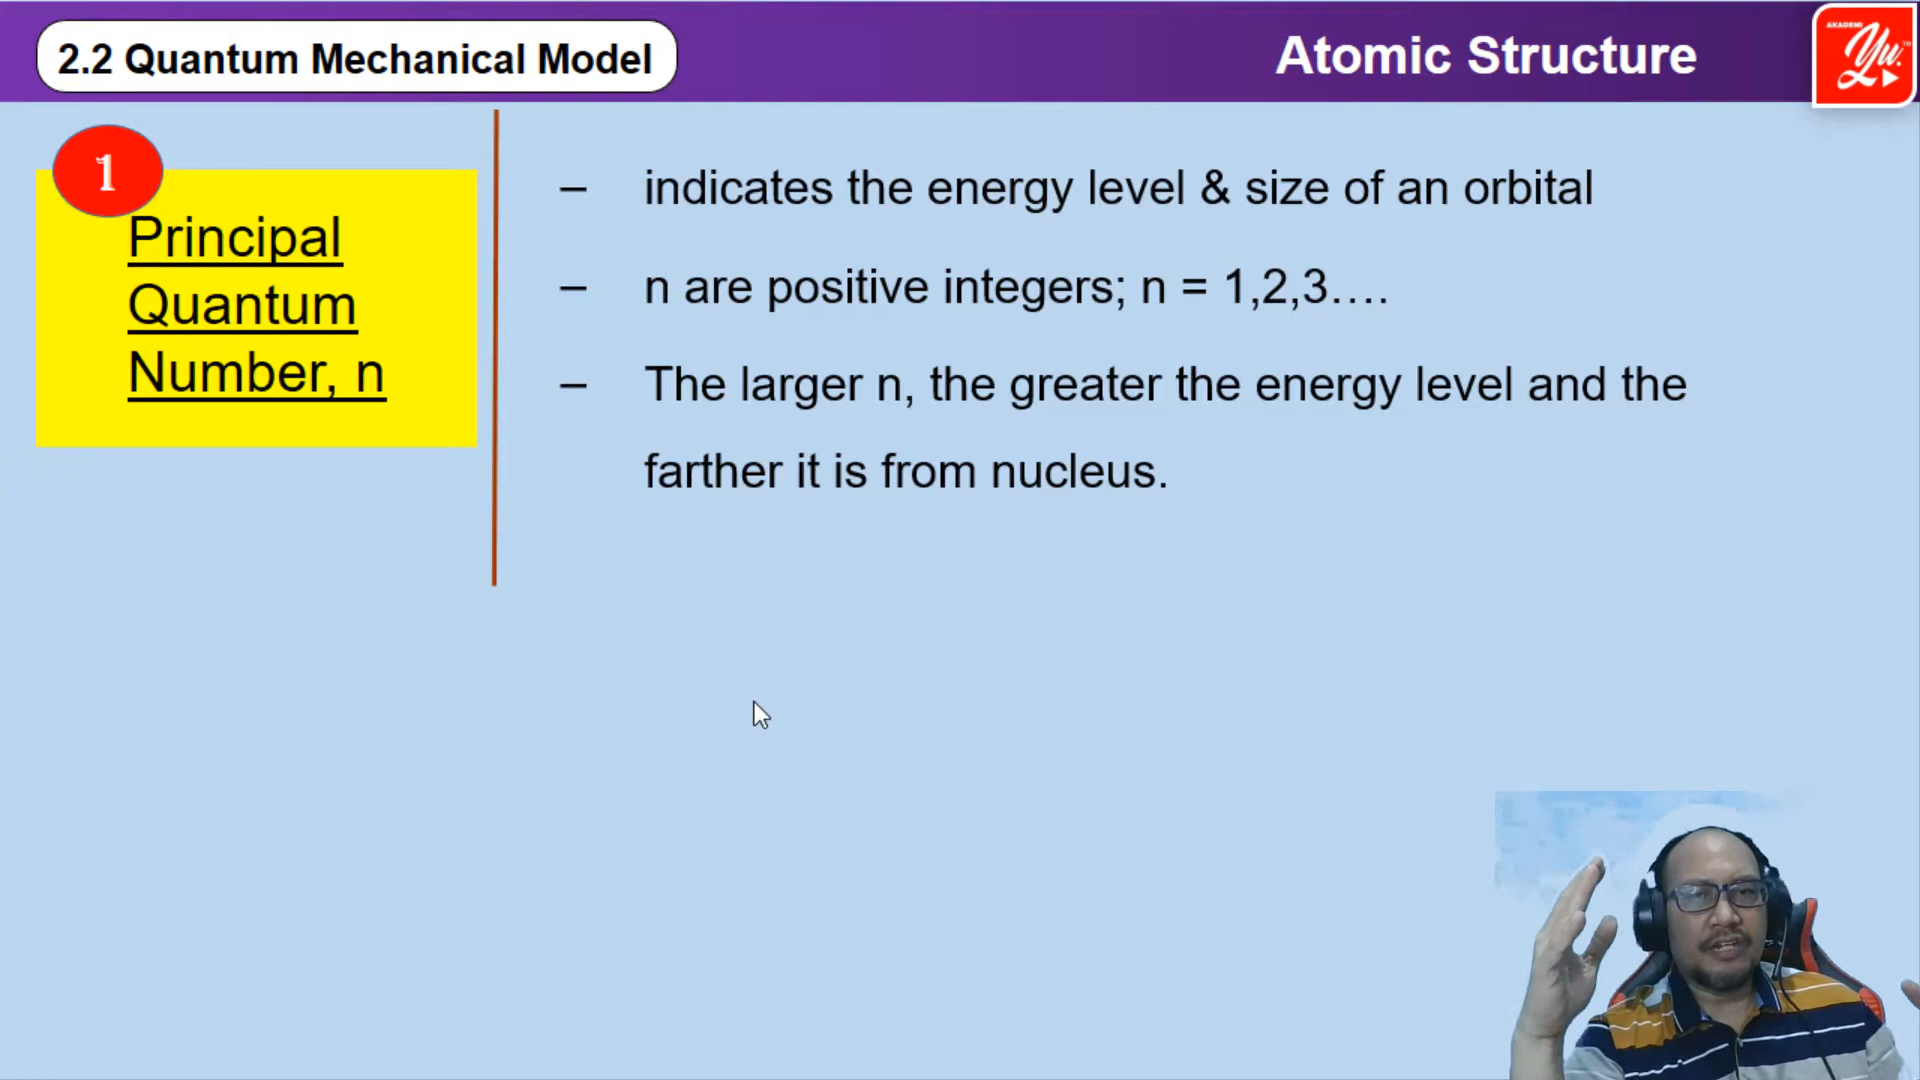 2.2 Quantum Mechanical Model
Atomic Structure
AKADEMI
Yu.
1
Principal
Quantum
Number, n
– indicates the energy level & size of an orbital
– n are positive integers; n = 1,2,3….
– The larger n, the greater the energy level and the
farther it is from nucleus.